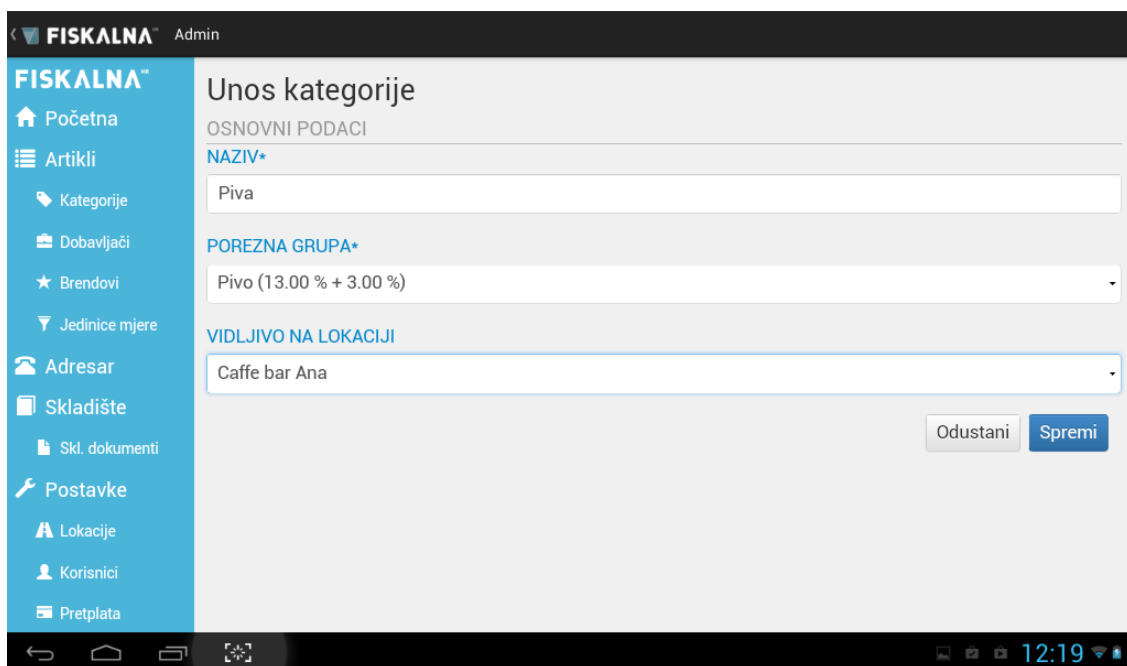 FISKALNA Admin
FISKALNA
Početna
Artikli
Kategorije
Dobavljači
Brendovi
Jedinice mjere
Adresar
Skladište
Skl. dokumenti
Postavke
Lokacije
Korisnici
Pretplata
Unos kategorije
OSNOVNI PODACI
NAZIV*
Piva
POREZNA GRUPA*
Pivo (13.00 % + 3.00 %)
VIDLJIVO NA LOKACIJI
Caffe bar Ana
Odustani Spremi
12:19